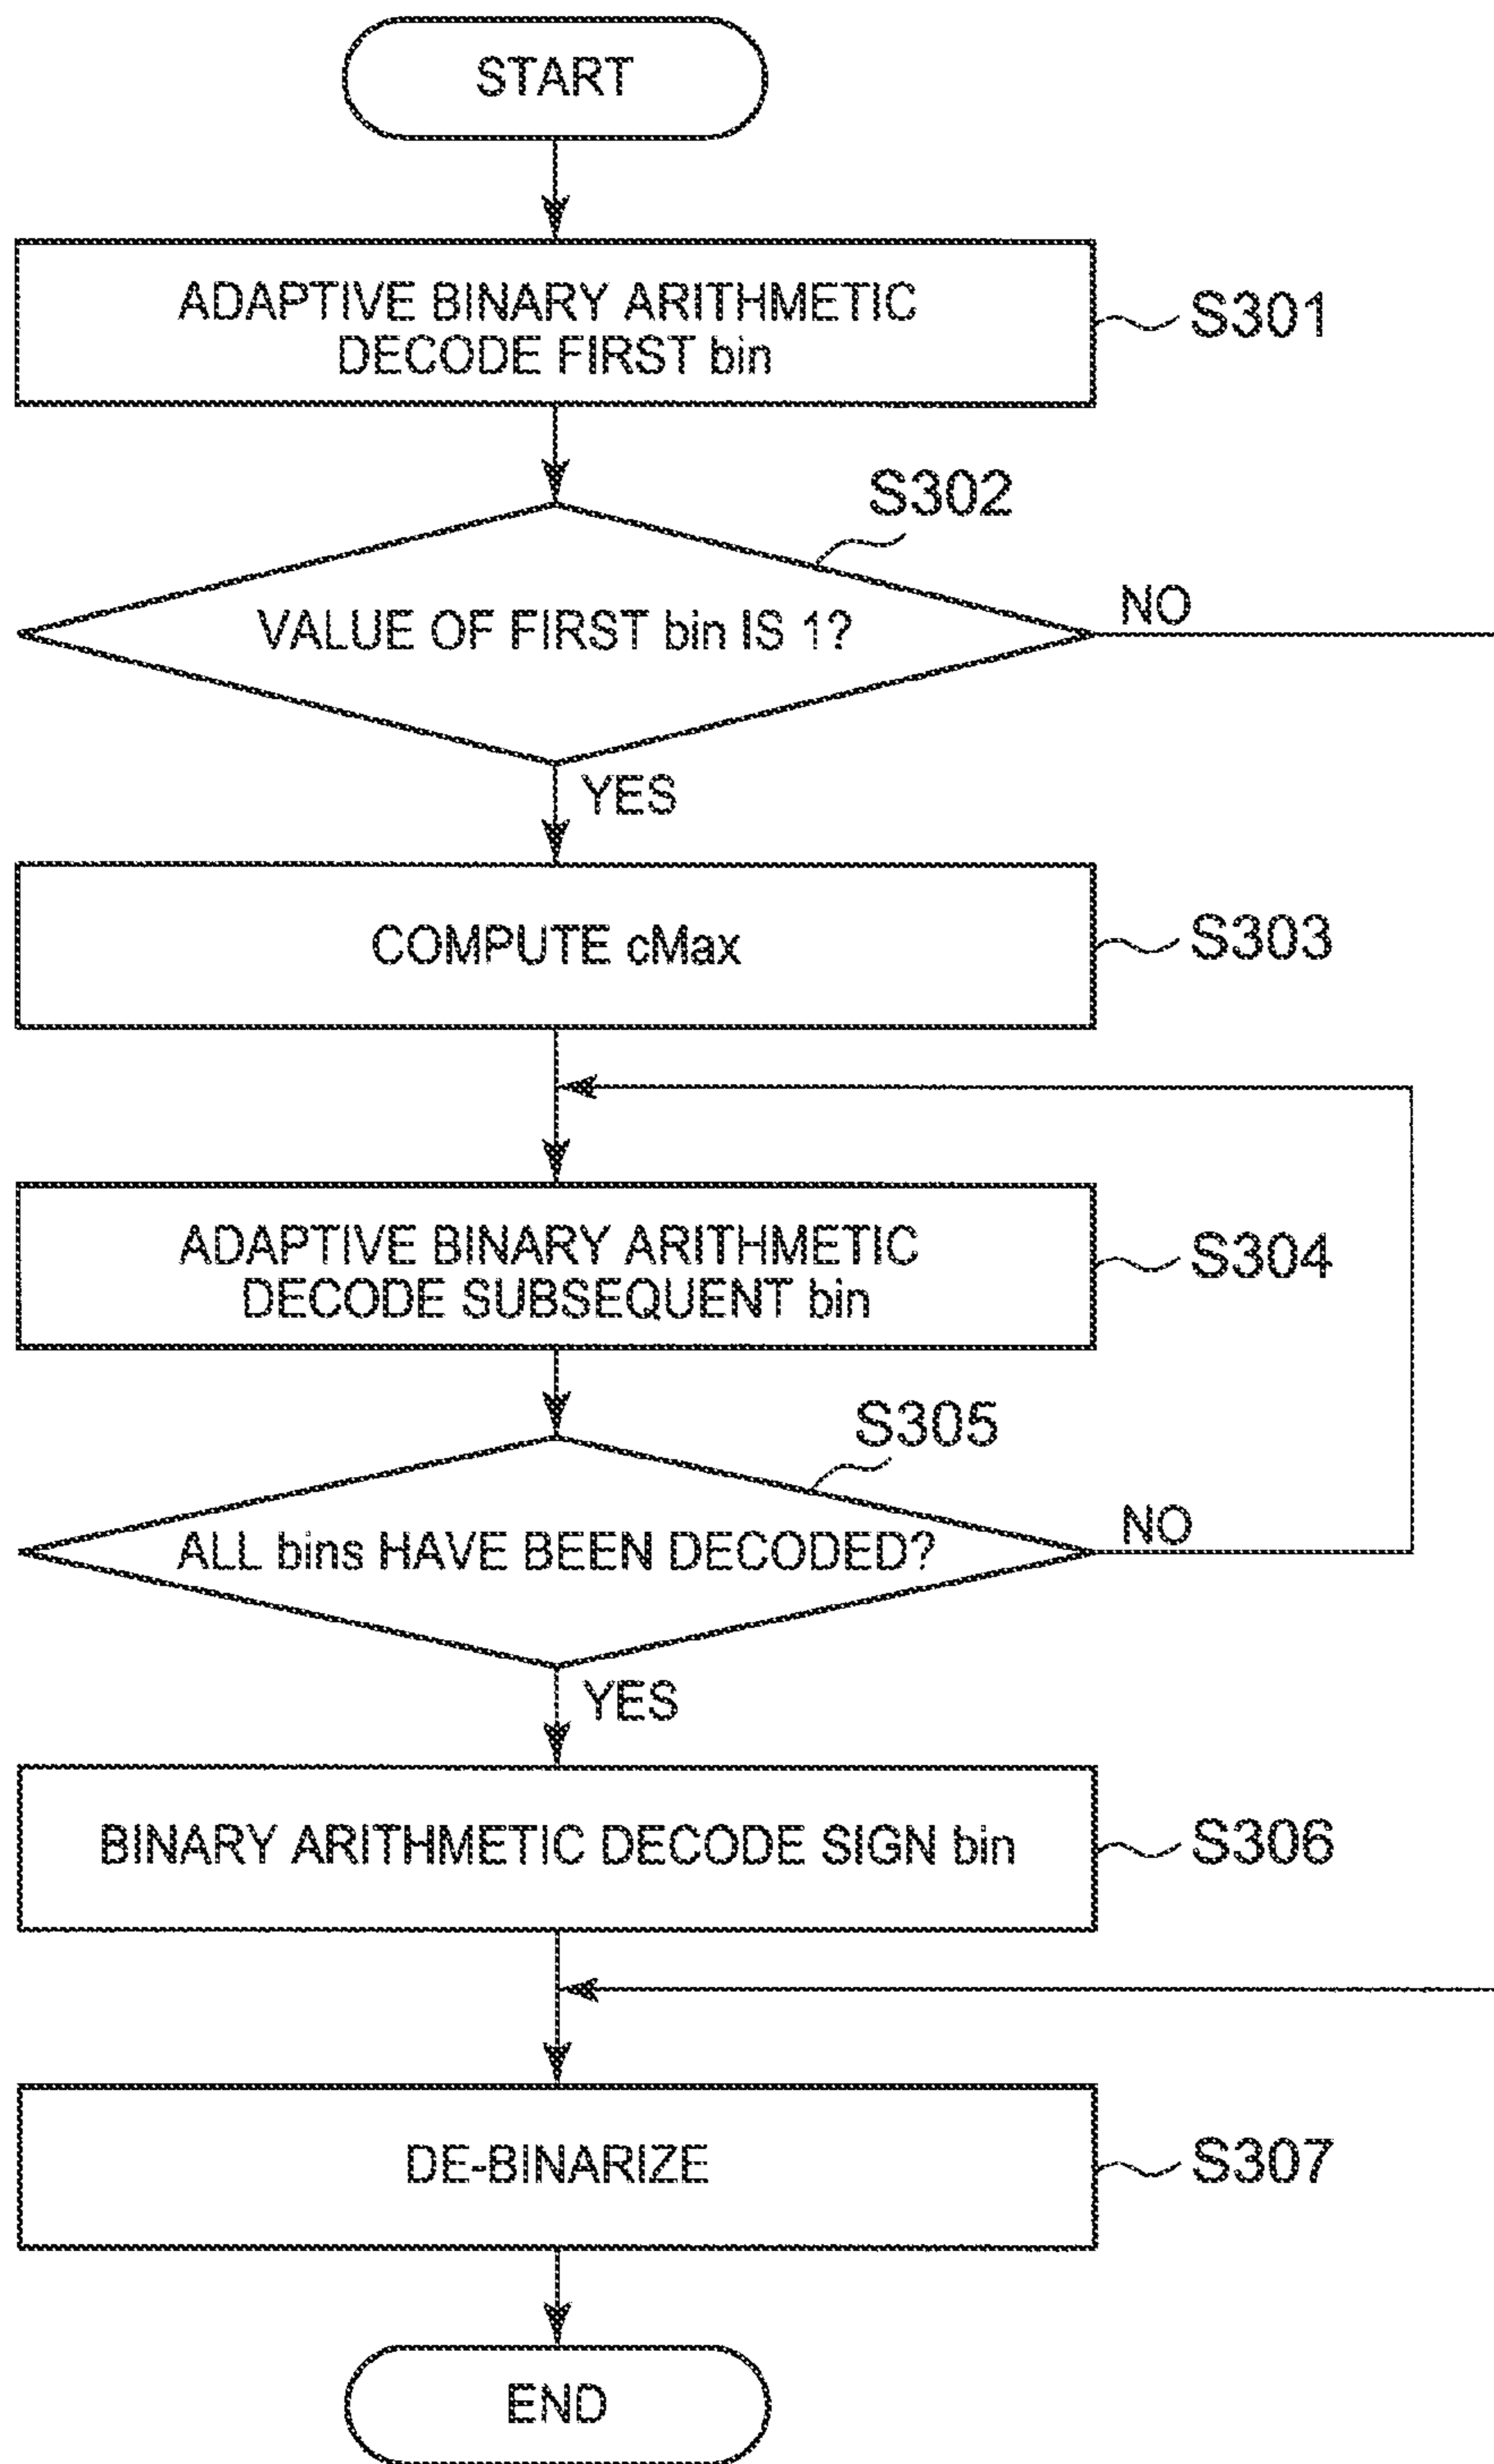 START
ADAPTIVE BINARY ARITHMETIC
DECODE FIRST bin
S301
S302
VALUE OF FIRST bin IS 1?
NO
YES
COMPUTE cMax
S303
ADAPTIVE BINARY ARITHMETIC
DECODE SUBSEQUENT bin
S304
S305
ALL bins HAVE BEEN DECODED?
NO
YES
BINARY ARITHMETIC DECODE SIGN bin
S306
DE-BINARIZE
S307
END